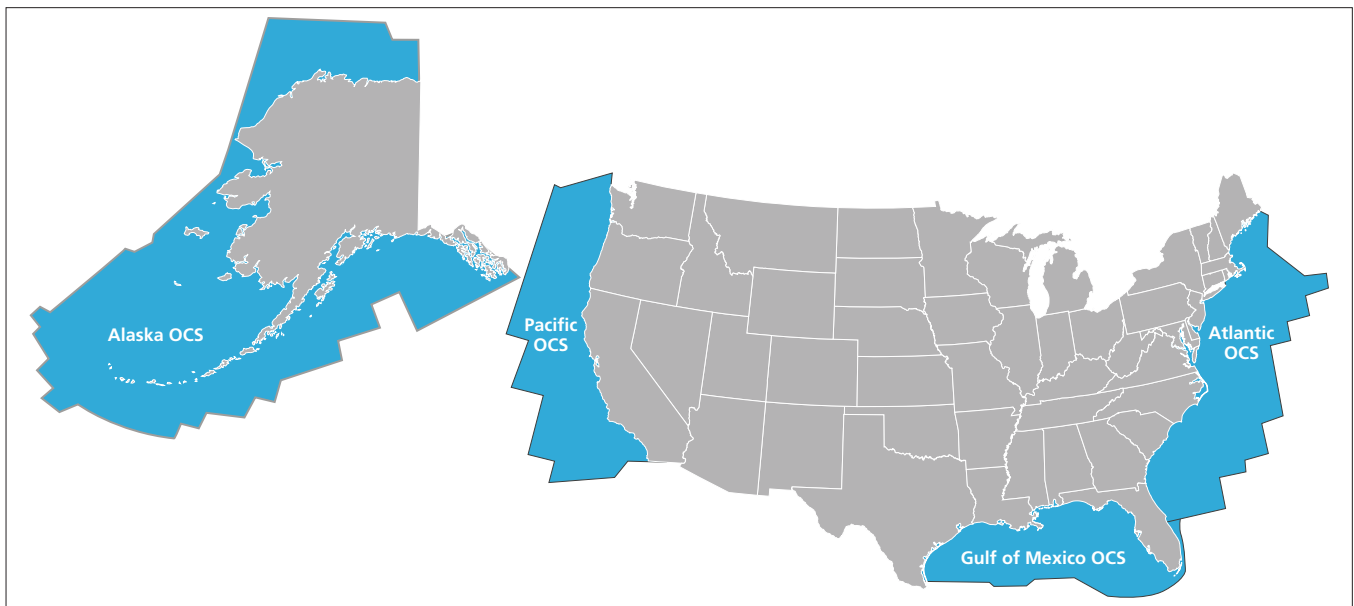 Alaska OCS
Pacific
OCS
Atlantic
OCS
Gulf of Mexico OCS